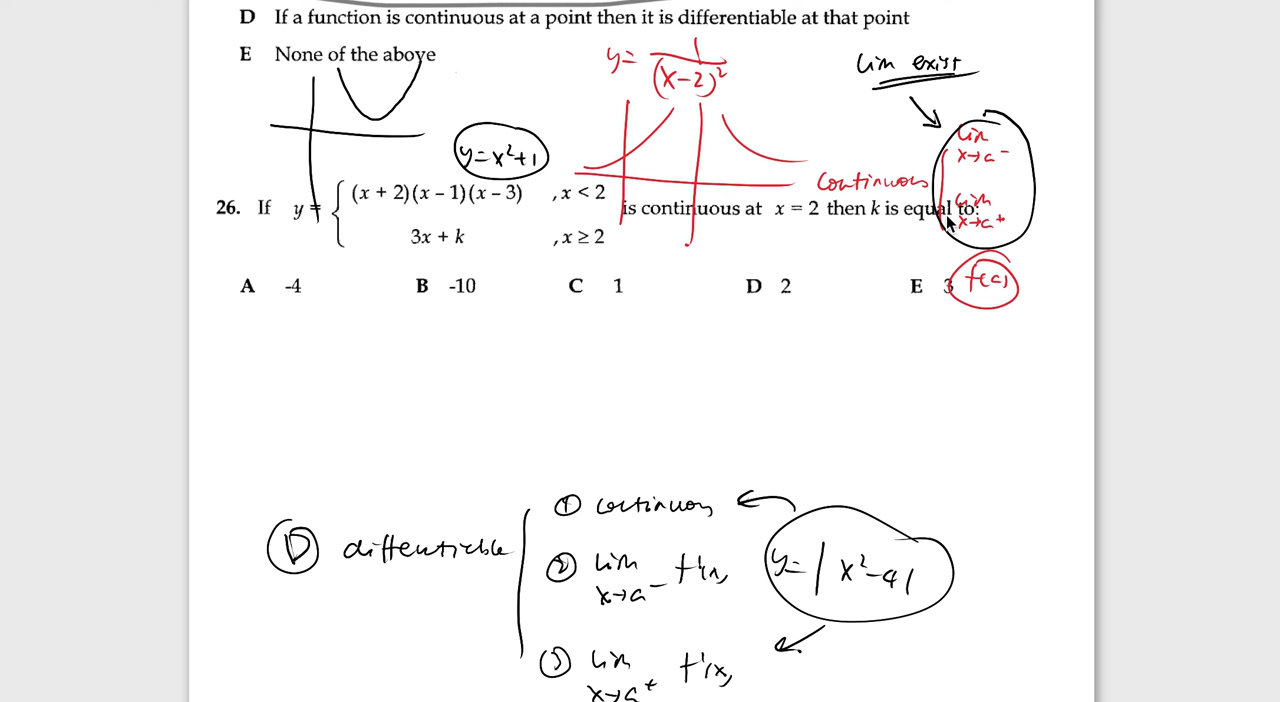 D If a function is continuous at a point then it is differentiable at that point
E None of the above
y= 1/(x-2)²
lim exist
y=x²+1
lim
x→a⁻
continuous
lim
x→a⁺
26. If y = { (x + 2)(x – 1)(x – 3) , x < 2
3x + k , x ≥ 2
is continuous at x = 2 then k is equal to:
A -4 B -10 C 1 D 2 E 3
f(a)
D
① continuous
② lim
x→a⁻
f'(x)
y= |x²-4|
③ lim
x→a⁺
f'(x)